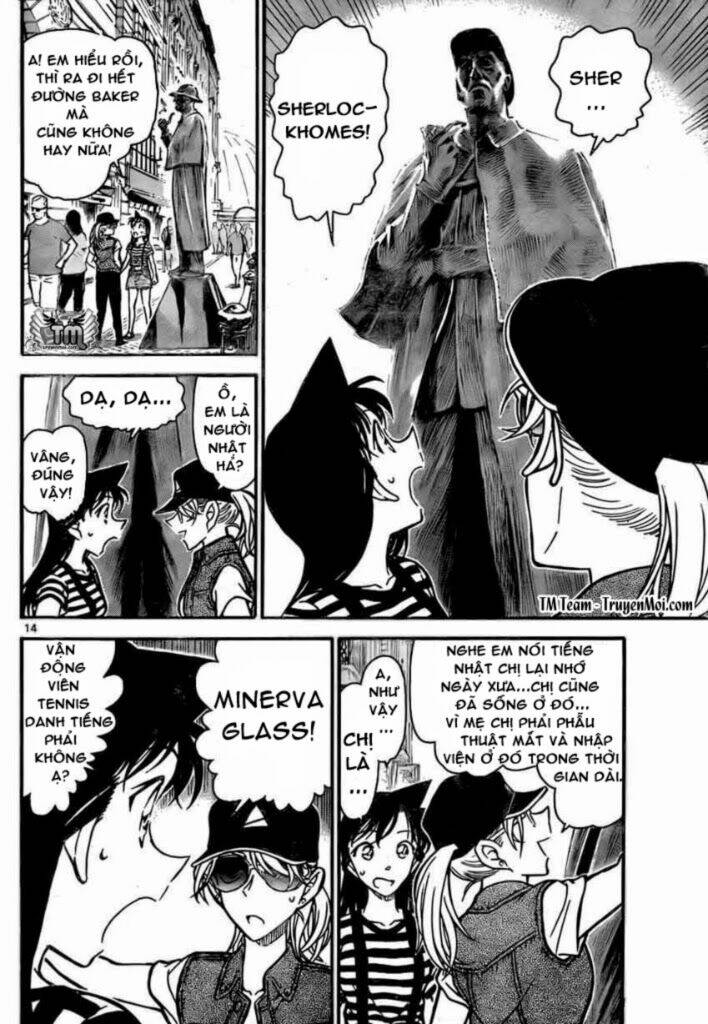 SHER
...
SHERLOC-
KHOMES!
A! EM HIỂU RỒI,
THÌ RA ĐI HẾT
ĐƯỜNG BAKER
MÀ
CŨNG KHÔNG
HAY NỮA!
TM
TM Team - TruyenMoi.com
Ồ,
EM LÀ
NGƯỜI
NHẬT
HẢ?
DẠ, DẠ...
VÂNG,
ĐÚNG
VẬY!
14
NGHE EM NÓI TIẾNG
NHẬT CHỊ LẠI NHỚ
NGÀY XƯA...CHỊ CŨNG
ĐÃ SỐNG Ở ĐÓ...
VÌ MẸ CHỊ PHẢI PHẪU
THUẬT MẮT VÀ NHẬP
VIỆN Ở ĐÓ TRONG THỜI
GIAN DÀI.
A,
NHƯ
VẬY
...
CHỊ
LÀ
...
MINERVA
GLASS!
VẬN
ĐỘNG
VIÊN
TENNIS
DANH TIẾNG
PHẢI
KHÔNG
Ạ?